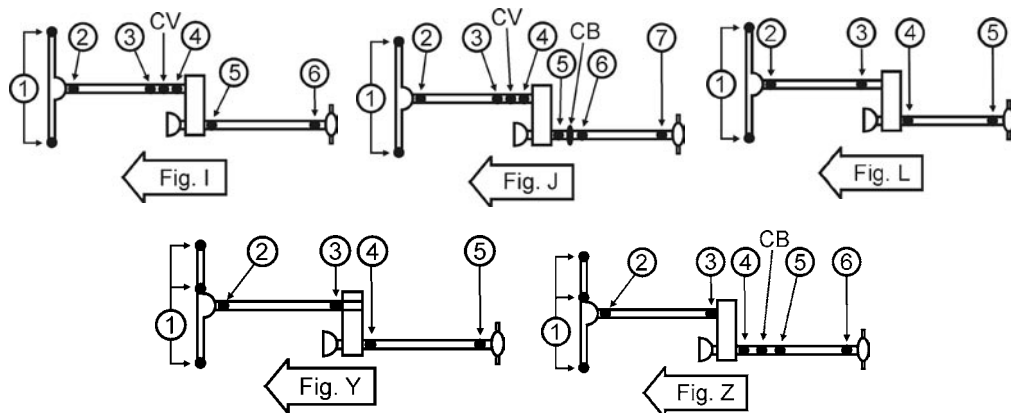 ② ③ CV ④
① ⑤ ⑥
Fig. I
② ③ CV ④ CB ⑦
① ⑤ ⑥
Fig. J
② ③ ④ ⑤
①
Fig. L
② ③ ④ ⑤
①
Fig. Y
② ③ ④ CB ⑤ ⑥
①
Fig. Z